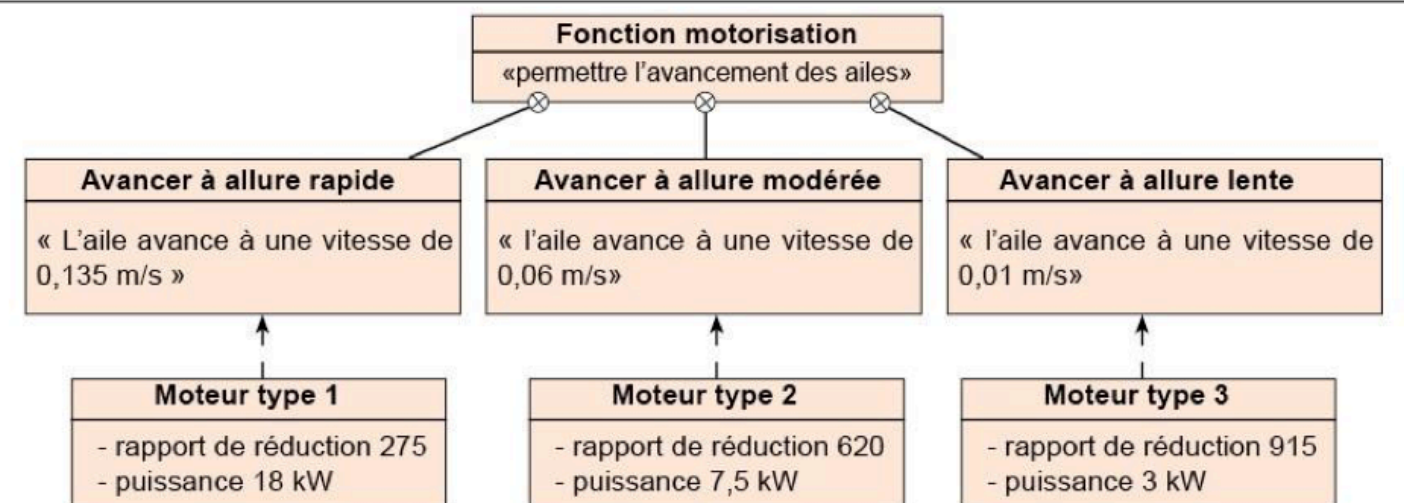 Fonction motorisation
«permettre l'avancement des ailes»
Avancer à allure rapide
« L'aile avance à une vitesse de
0,135 m/s »
Avancer à allure modérée
« l'aile avance à une vitesse de
0,06 m/s»
Avancer à allure lente
« l'aile avance à une vitesse de
0,01 m/s»
Moteur type 1
- rapport de réduction 275
- puissance 18 kW
Moteur type 2
- rapport de réduction 620
- puissance 7,5 kW
Moteur type 3
- rapport de réduction 915
- puissance 3 kW